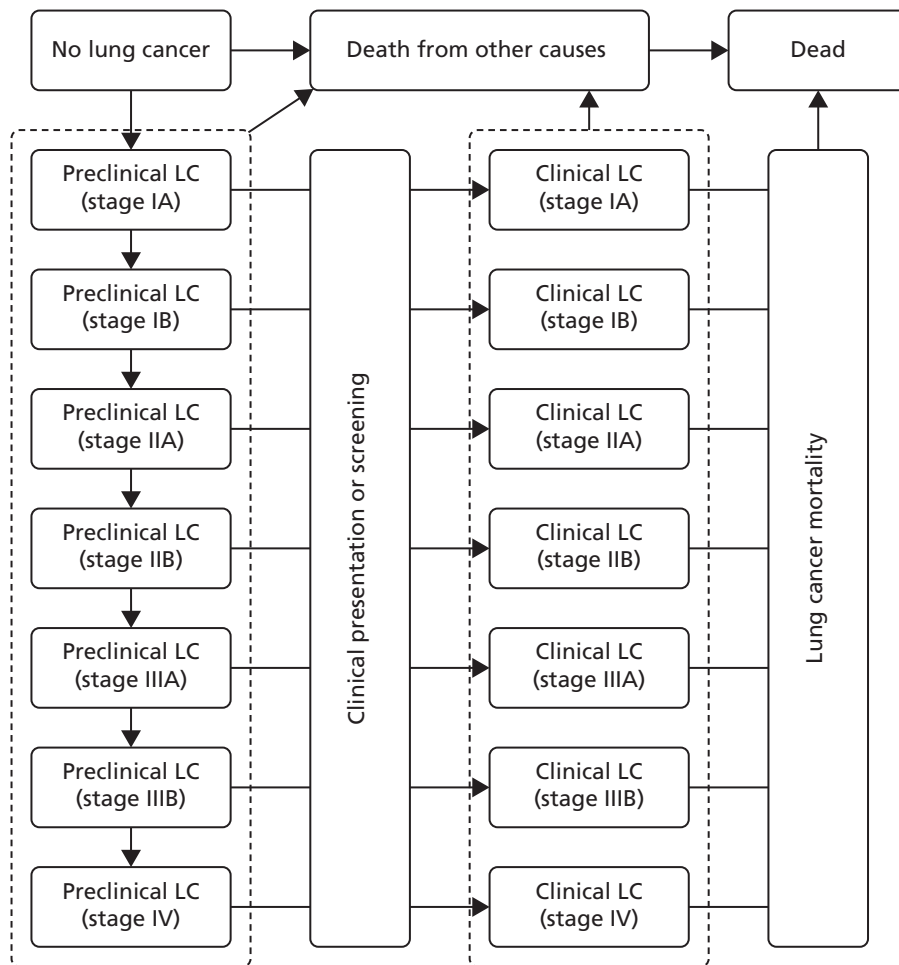 No lung cancer
Death from other causes
Dead
Preclinical LC
(stage IA)
Preclinical LC
(stage IB)
Preclinical LC
(stage IIA)
Preclinical LC
(stage IIB)
Preclinical LC
(stage IIIA)
Preclinical LC
(stage IIIB)
Preclinical LC
(stage IV)
Clinical presentation or screening
Clinical LC
(stage IA)
Clinical LC
(stage IB)
Clinical LC
(stage IIA)
Clinical LC
(stage IIB)
Clinical LC
(stage IIIA)
Clinical LC
(stage IIIB)
Clinical LC
(stage IV)
Lung cancer mortality